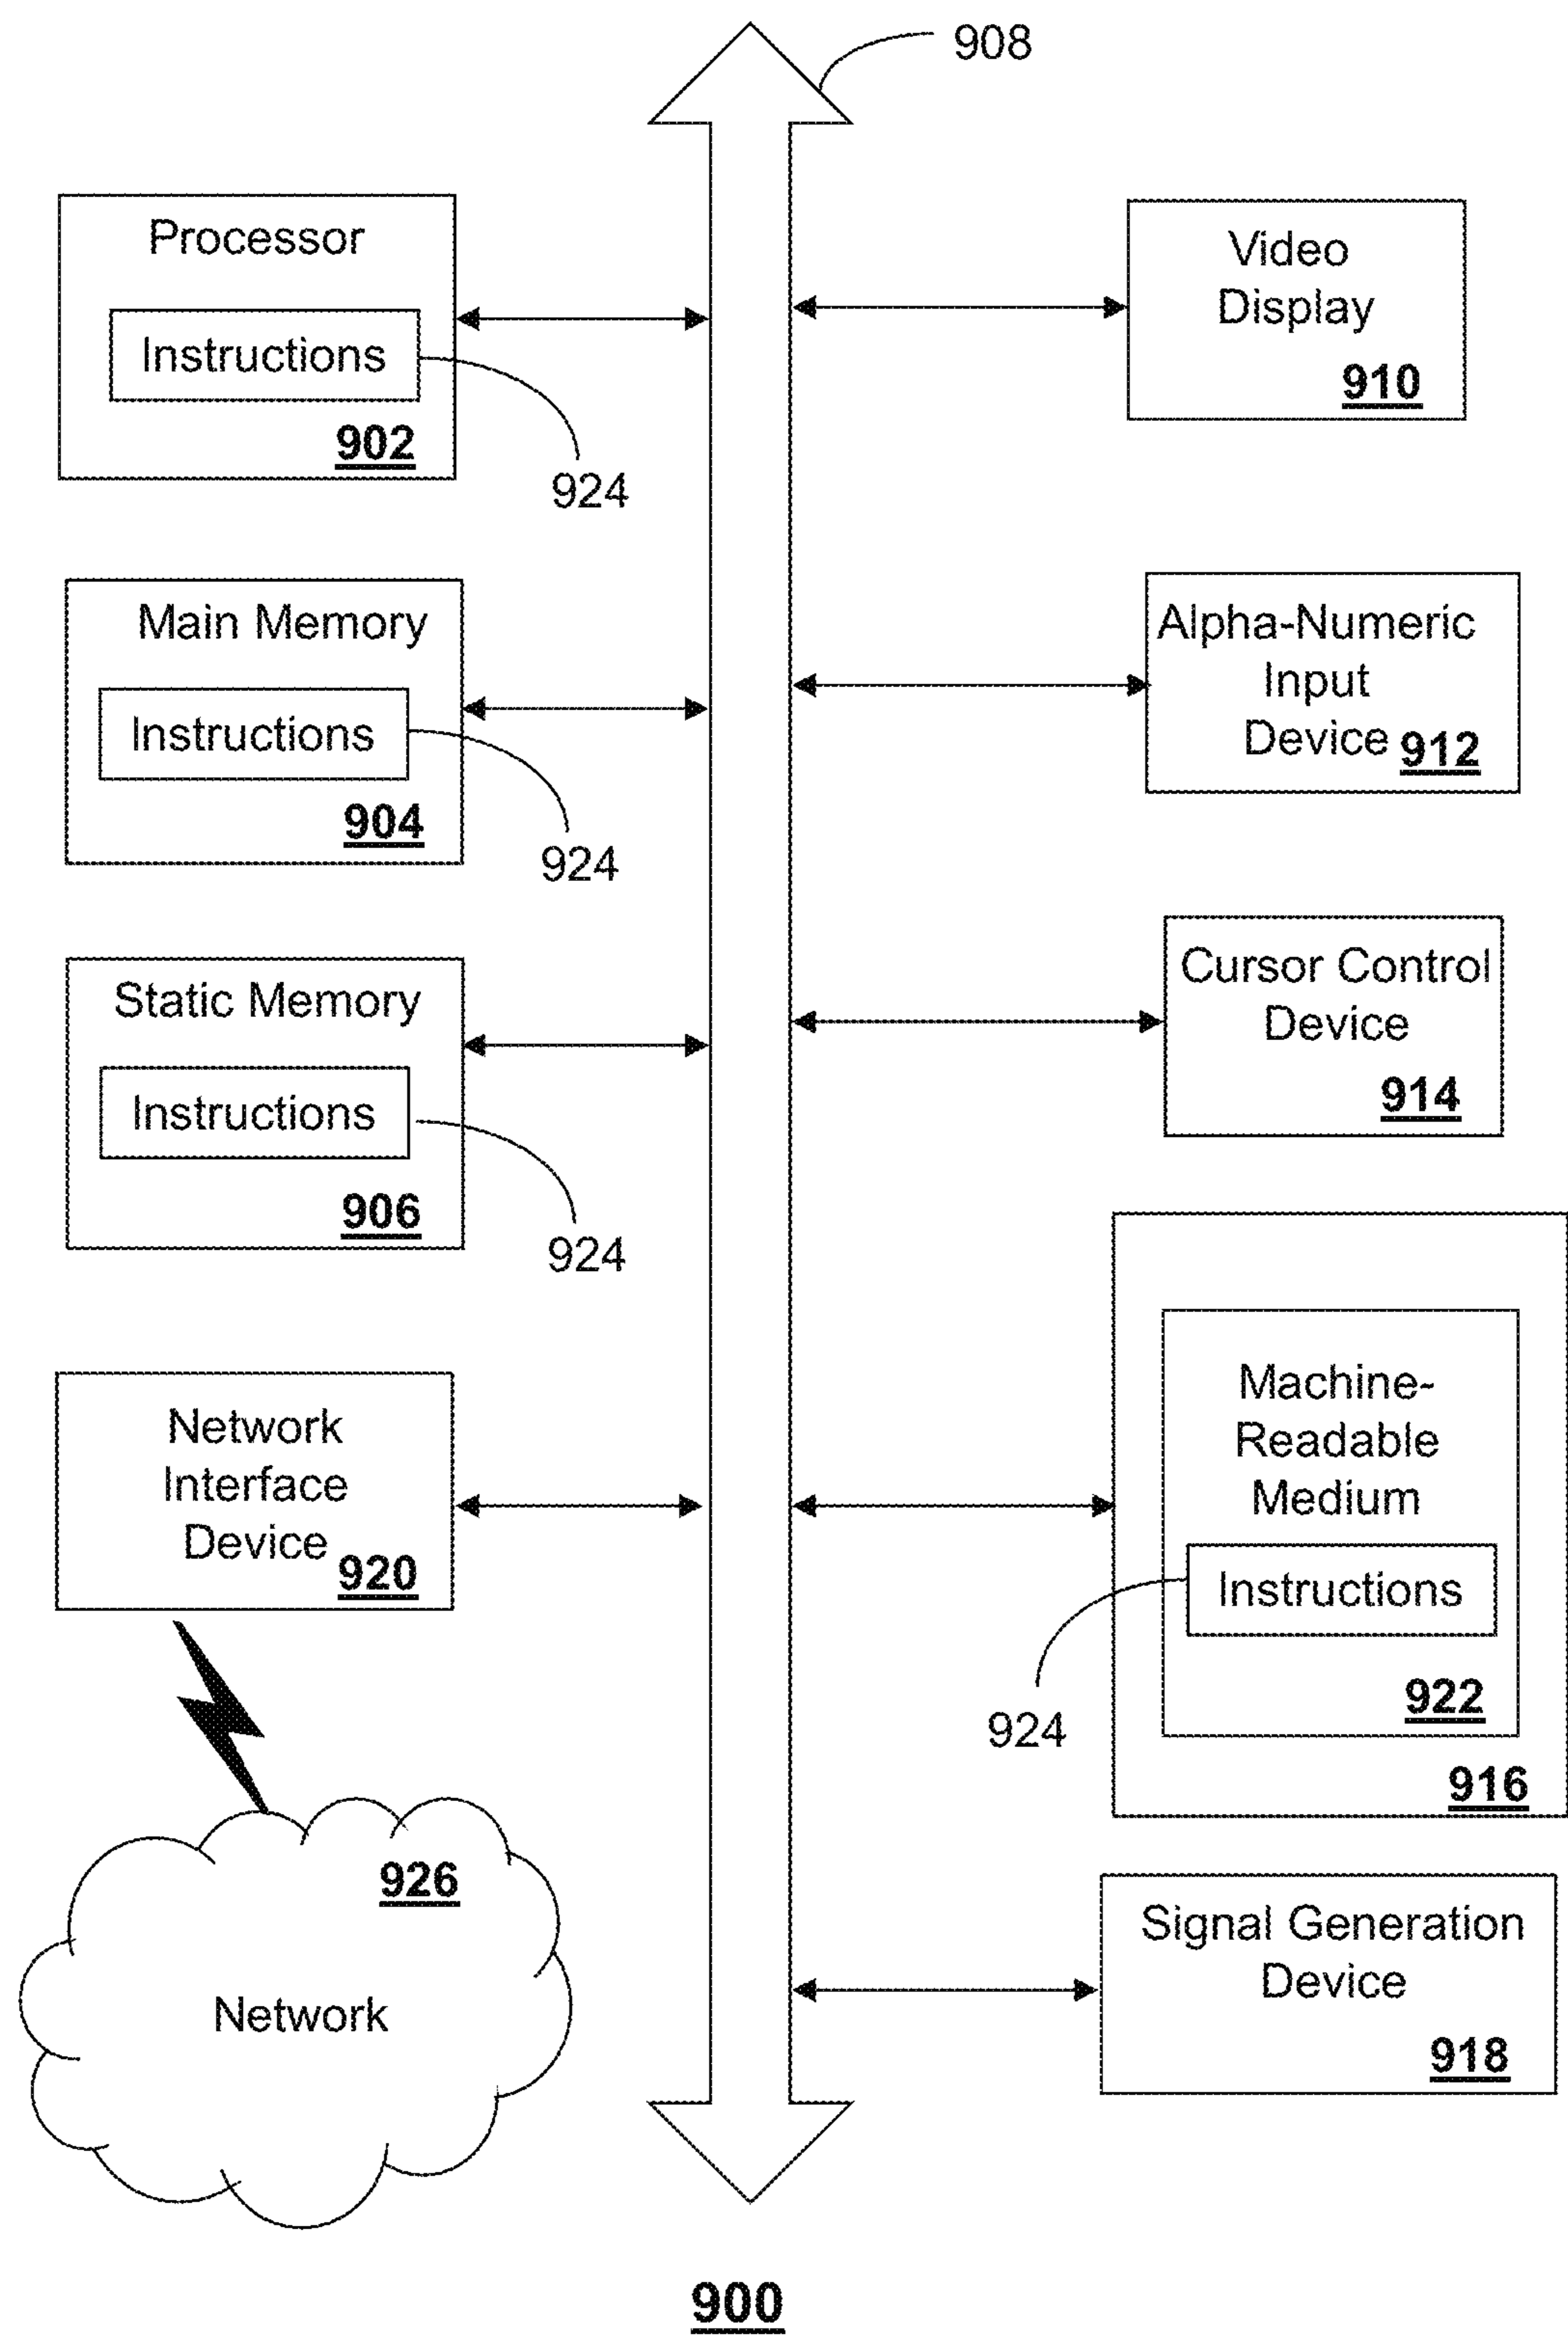 908
Processor
Instructions
902
924
Video
Display
910
Main Memory
Instructions
904
924
Alpha-Numeric
Input
Device 912
Static Memory
Instructions
906
924
Cursor Control
Device
914
Network
Interface
Device 920
Machine-
Readable
Medium
Instructions
922
924
916
926
Network
Signal Generation
Device
918
900